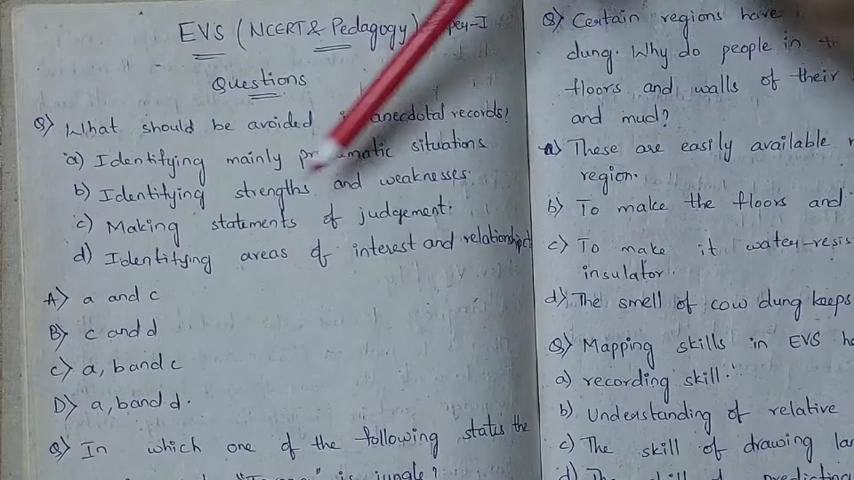 EVS (NCERT & Pedagogy)
Questions
Q) What should be avoided anecdotal records?
a) Identifying mainly situations
b) Identifying strengths and weaknesses.
c) Making statements of judgement.
d) Identifying areas of interest and
A) a and c
B) c and d
c) a, b and c
D) a, b and d.
Q) In which one of the following states the
is jungle?
Q) Certain regions have
dung. Why do people in
floors and walls of their
and mud?
a) These are easily available
region.
b) To make the floors and
c) To make it
insulator.
d) The smell of cow dung keeps
Q) Mapping skills in EVS
a) recording skill.
b) Understanding of relative
c) The skill of drawing
d) The skill